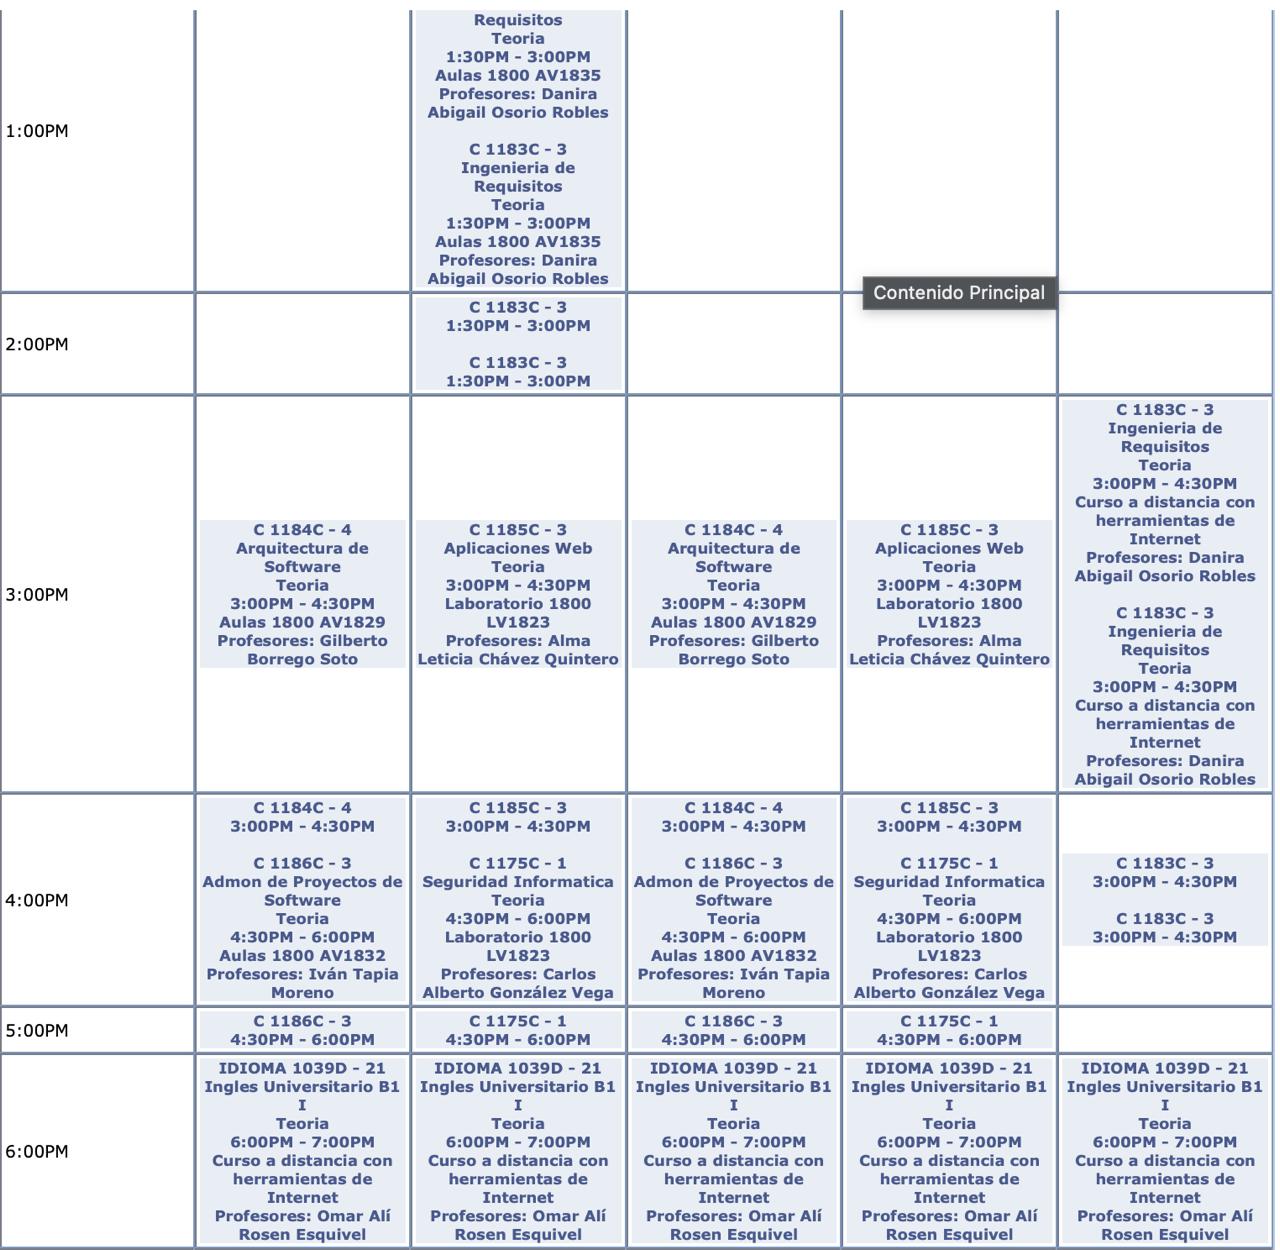 1:00PM
Requisitos
Teoria
1:30PM - 3:00PM
Aulas 1800 AV1835
Profesores: Danira
Abigail Osorio Robles
C 1183C - 3
Ingenieria de
Requisitos
Teoria
1:30PM - 3:00PM
Aulas 1800 AV1835
Profesores: Danira
Abigail Osorio Robles
Contenido Principal
2:00PM
C 1183C - 3
1:30PM - 3:00PM
C 1183C - 3
1:30PM - 3:00PM
3:00PM
C 1184C - 4
Arquitectura de
Software
Teoria
3:00PM - 4:30PM
Aulas 1800 AV1829
Profesores: Gilberto
Borrego Soto
C 1185C - 3
Aplicaciones Web
Teoria
3:00PM - 4:30PM
Laboratorio 1800
LV1823
Profesores: Alma
Leticia Chávez Quintero
C 1184C - 4
Arquitectura de
Software
Teoria
3:00PM - 4:30PM
Aulas 1800 AV1829
Profesores: Gilberto
Borrego Soto
C 1185C - 3
Aplicaciones Web
Teoria
3:00PM - 4:30PM
Laboratorio 1800
LV1823
Profesores: Alma
Leticia Chávez Quintero
C 1183C - 3
Ingenieria de
Requisitos
Teoria
3:00PM - 4:30PM
Curso a distancia con
herramientas de
Internet
Profesores: Danira
Abigail Osorio Robles
C 1183C - 3
Ingenieria de
Requisitos
Teoria
3:00PM - 4:30PM
Curso a distancia con
herramientas de
Internet
Profesores: Danira
Abigail Osorio Robles
4:00PM
C 1184C - 4
3:00PM - 4:30PM
C 1186C - 3
Admon de Proyectos de
Software
Teoria
4:30PM - 6:00PM
Aulas 1800 AV1832
Profesores: Iván Tapia
Moreno
C 1185C - 3
3:00PM - 4:30PM
C 1175C - 1
Seguridad Informatica
Teoria
4:30PM - 6:00PM
Laboratorio 1800
LV1823
Profesores: Carlos
Alberto González Vega
C 1184C - 4
3:00PM - 4:30PM
C 1186C - 3
Admon de Proyectos de
Software
Teoria
4:30PM - 6:00PM
Aulas 1800 AV1832
Profesores: Iván Tapia
Moreno
C 1185C - 3
3:00PM - 4:30PM
C 1175C - 1
Seguridad Informatica
Teoria
4:30PM - 6:00PM
Laboratorio 1800
LV1823
Profesores: Carlos
Alberto González Vega
C 1183C - 3
3:00PM - 4:30PM
C 1183C - 3
3:00PM - 4:30PM
5:00PM
C 1186C - 3
4:30PM - 6:00PM
C 1175C - 1
4:30PM - 6:00PM
C 1186C - 3
4:30PM - 6:00PM
C 1175C - 1
4:30PM - 6:00PM
6:00PM
IDIOMA 1039D - 21
Ingles Universitario B1
I
Teoria
6:00PM - 7:00PM
Curso a distancia con
herramientas de
Internet
Profesores: Omar Alí
Rosen Esquivel
IDIOMA 1039D - 21
Ingles Universitario B1
I
Teoria
6:00PM - 7:00PM
Curso a distancia con
herramientas de
Internet
Profesores: Omar Alí
Rosen Esquivel
IDIOMA 1039D - 21
Ingles Universitario B1
I
Teoria
6:00PM - 7:00PM
Curso a distancia con
herramientas de
Internet
Profesores: Omar Alí
Rosen Esquivel
IDIOMA 1039D - 21
Ingles Universitario B1
I
Teoria
6:00PM - 7:00PM
Curso a distancia con
herramientas de
Internet
Profesores: Omar Alí
Rosen Esquivel
IDIOMA 1039D - 21
Ingles Universitario B1
I
Teoria
6:00PM - 7:00PM
Curso a distancia con
herramientas de
Internet
Profesores: Omar Alí
Rosen Esquivel